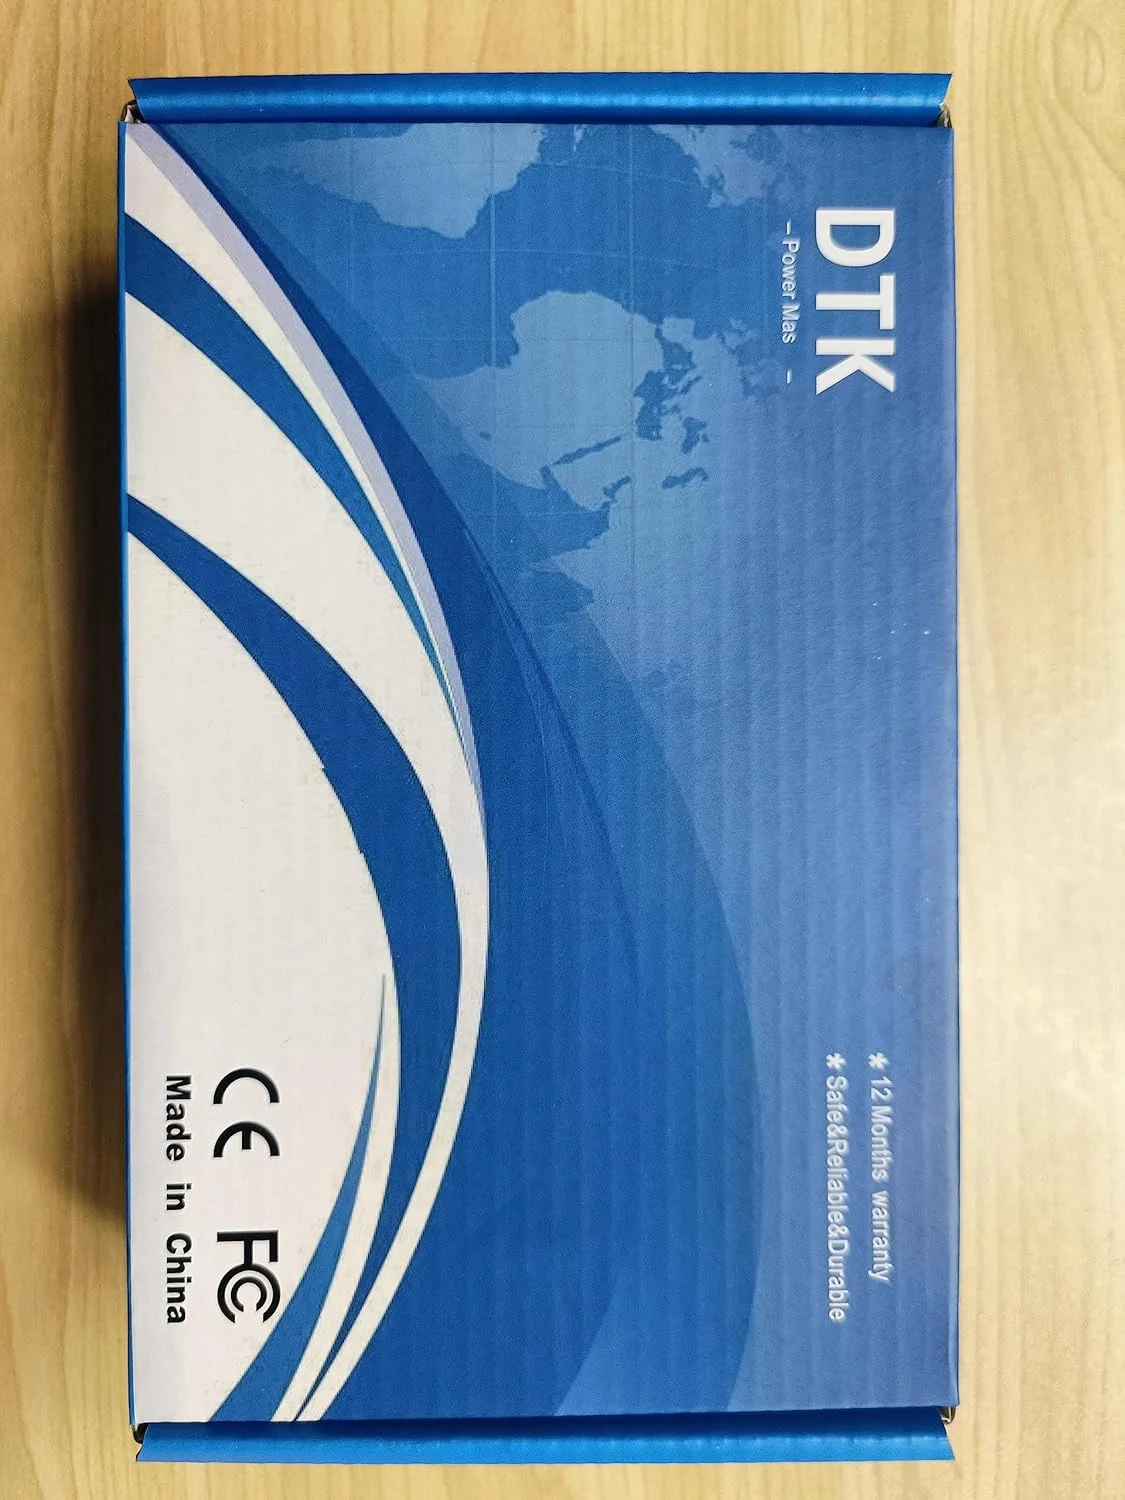 DTK
– Power Mas –
* 12 Months warranty
* Safe&Reliable&Durable
CE FC
Made in China